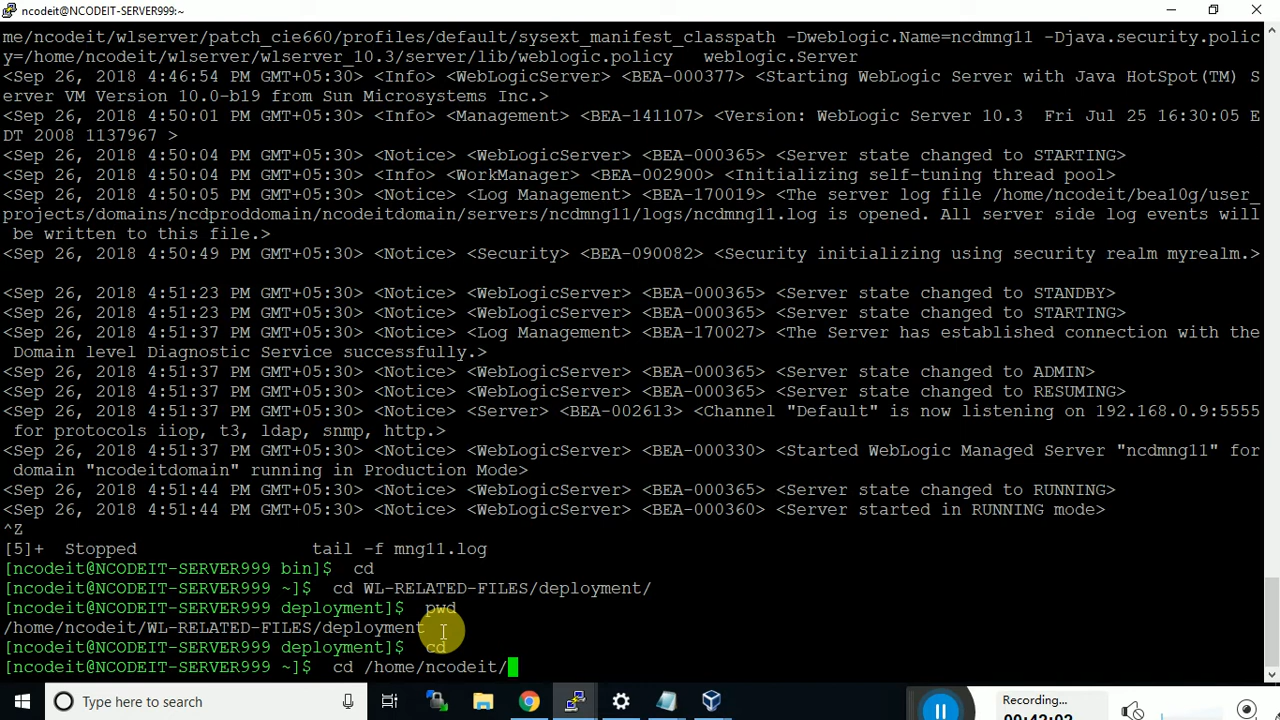 ncodeit@NCODEIT-SERVER999:~
me/ncodeit/wlserver/patch_cie660/profiles/default/sysext_manifest_classpath -Dweblogic.Name=ncdmng11 -Djava.security.polic
y=/home/ncodeit/wlserver/wlserver_10.3/server/lib/weblogic.policy   weblogic.Server
<Sep 26, 2018 4:46:54 PM GMT+05:30> <Info> <WebLogicServer> <BEA-000377> <Starting WebLogic Server with Java HotSpot(TM) S
erver VM Version 10.0-b19 from Sun Microsystems Inc.>
<Sep 26, 2018 4:50:01 PM GMT+05:30> <Info> <Management> <BEA-141107> <Version: WebLogic Server 10.3  Fri Jul 25 16:30:05 E
DT 2008 1137967 >
<Sep 26, 2018 4:50:04 PM GMT+05:30> <Notice> <WebLogicServer> <BEA-000365> <Server state changed to STARTING>
<Sep 26, 2018 4:50:04 PM GMT+05:30> <Info> <WorkManager> <BEA-002900> <Initializing self-tuning thread pool>
<Sep 26, 2018 4:50:05 PM GMT+05:30> <Notice> <Log Management> <BEA-170019> <The server log file /home/ncodeit/bea10g/user_
projects/domains/ncdproddomain/ncodeitdomain/servers/ncdmng11/logs/ncdmng11.log is opened. All server side log events will
be written to this file.>
<Sep 26, 2018 4:50:49 PM GMT+05:30> <Notice> <Security> <BEA-090082> <Security initializing using security realm myrealm.>
<Sep 26, 2018 4:51:23 PM GMT+05:30> <Notice> <WebLogicServer> <BEA-000365> <Server state changed to STANDBY>
<Sep 26, 2018 4:51:23 PM GMT+05:30> <Notice> <WebLogicServer> <BEA-000365> <Server state changed to STARTING>
<Sep 26, 2018 4:51:37 PM GMT+05:30> <Notice> <Log Management> <BEA-170027> <The Server has established connection with the
Domain level Diagnostic Service successfully.>
<Sep 26, 2018 4:51:37 PM GMT+05:30> <Notice> <WebLogicServer> <BEA-000365> <Server state changed to ADMIN>
<Sep 26, 2018 4:51:37 PM GMT+05:30> <Notice> <WebLogicServer> <BEA-000365> <Server state changed to RESUMING>
<Sep 26, 2018 4:51:37 PM GMT+05:30> <Notice> <Server> <BEA-002613> <Channel "Default" is now listening on 192.168.0.9:5555
for protocols iiop, t3, ldap, snmp, http.>
<Sep 26, 2018 4:51:37 PM GMT+05:30> <Notice> <WebLogicServer> <BEA-000330> <Started WebLogic Managed Server "ncdmng11" for
domain "ncodeitdomain" running in Production Mode>
<Sep 26, 2018 4:51:44 PM GMT+05:30> <Notice> <WebLogicServer> <BEA-000365> <Server state changed to RUNNING>
<Sep 26, 2018 4:51:44 PM GMT+05:30> <Notice> <WebLogicServer> <BEA-000360> <Server started in RUNNING mode>
^Z
[5]+  Stopped                 tail -f mng11.log
[ncodeit@NCODEIT-SERVER999 bin]$  cd
[ncodeit@NCODEIT-SERVER999 ~]$  cd WL-RELATED-FILES/deployment/
[ncodeit@NCODEIT-SERVER999 deployment]$  pwd
/home/ncodeit/WL-RELATED-FILES/deployment
[ncodeit@NCODEIT-SERVER999 deployment]$  cd
[ncodeit@NCODEIT-SERVER999 ~]$  cd /home/ncodeit/
Type here to search
Recording...